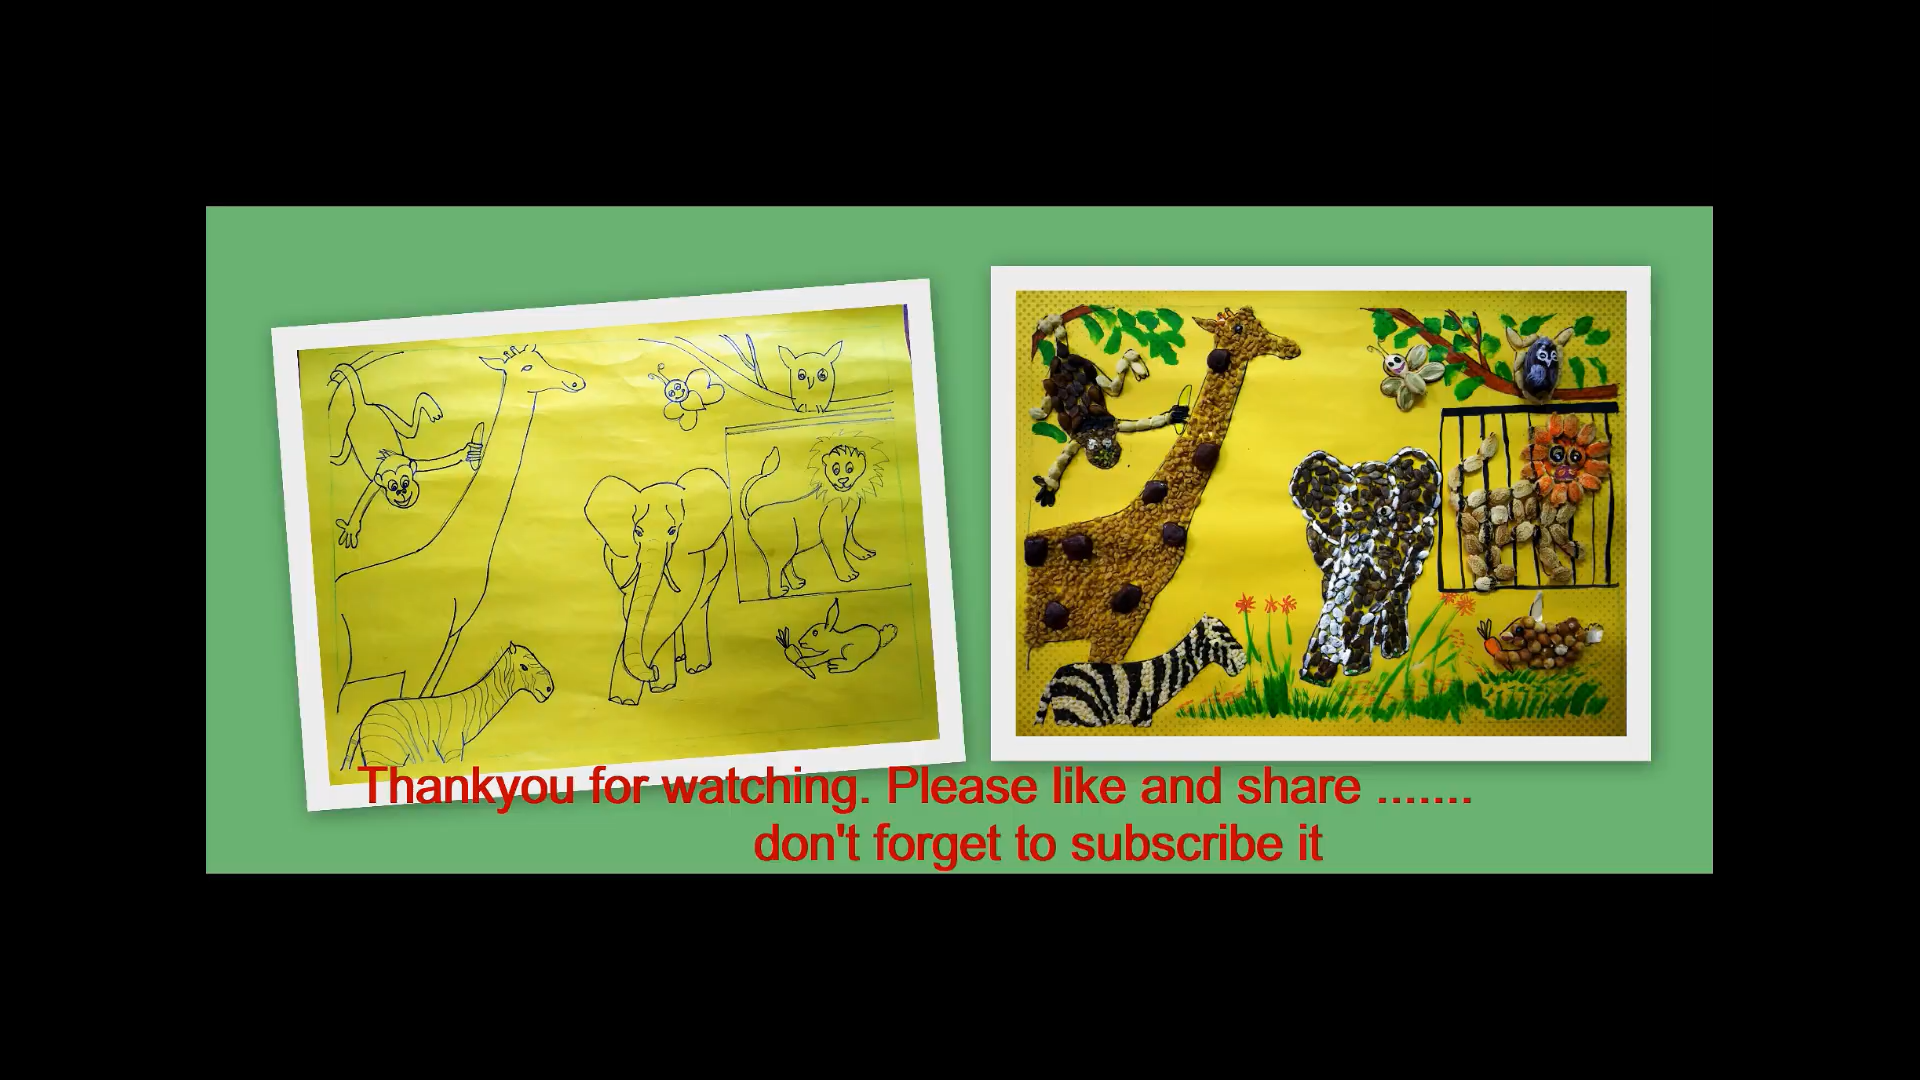 Thankyou for watching. Please like and share .......
don't forget to subscribe it